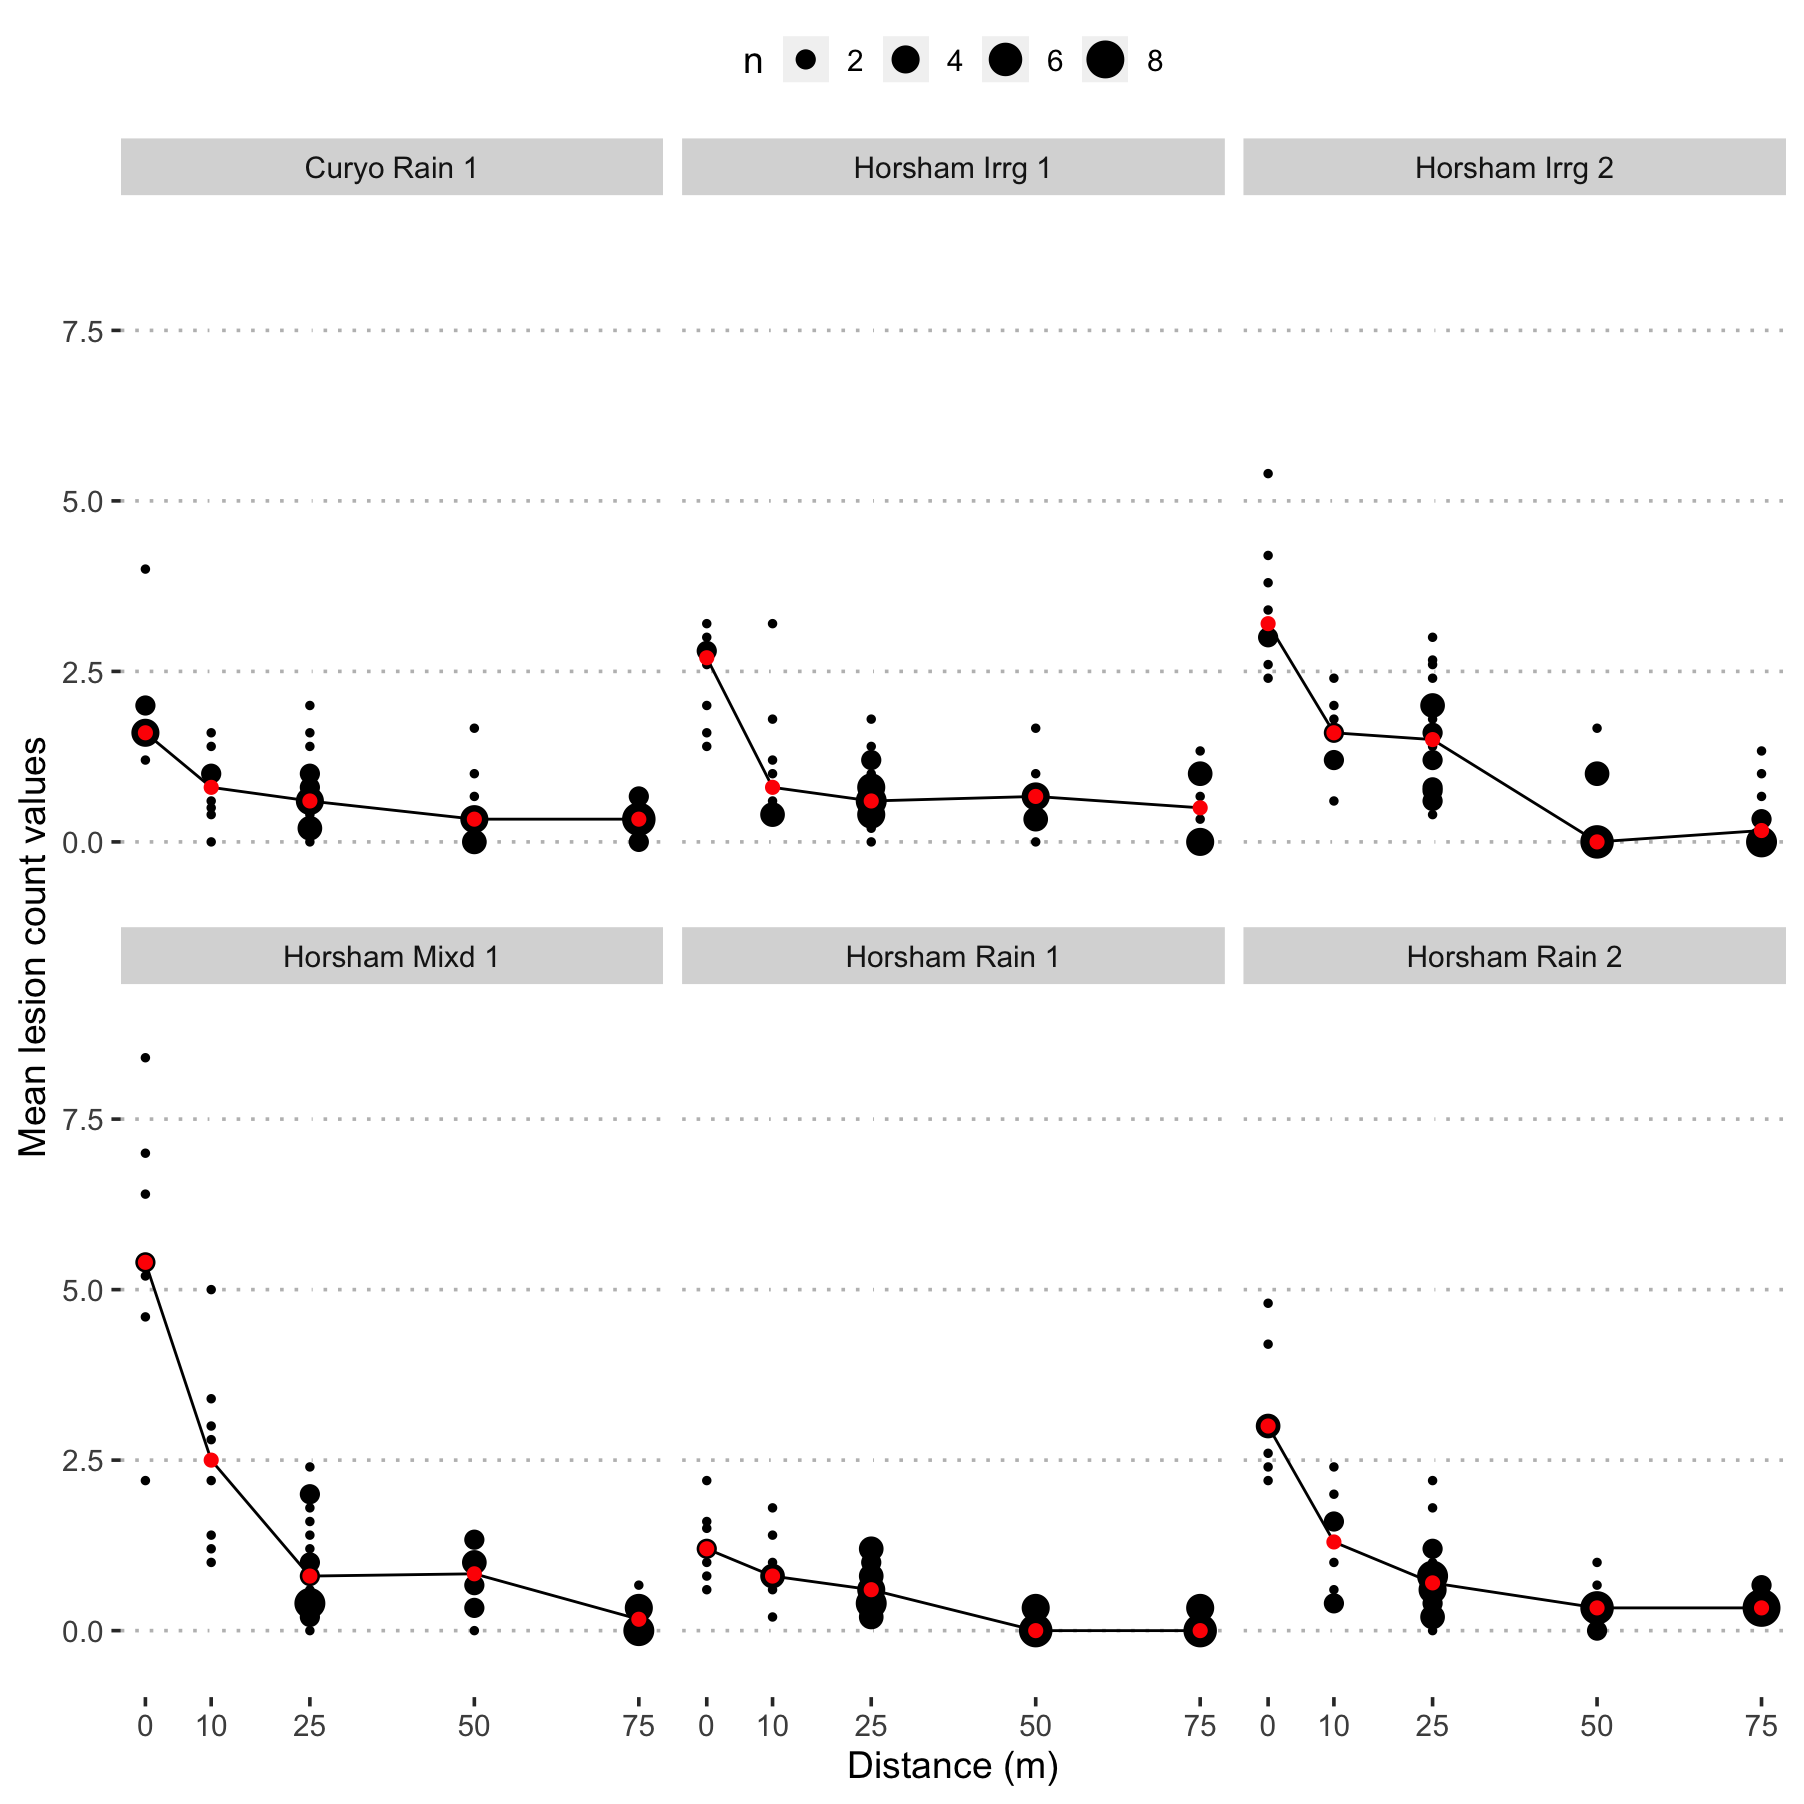 n 2 4 6 8
Curyo Rain 1 Horsham Irrg 1 Horsham Irrg 2
7.5
5.0
2.5
0.0
Mean lesion count values
Horsham Mixd 1 Horsham Rain 1 Horsham Rain 2
7.5
5.0
2.5
0.0
0 10 25 50 75 0 10 25 50 75 0 10 25 50 75
Distance (m)